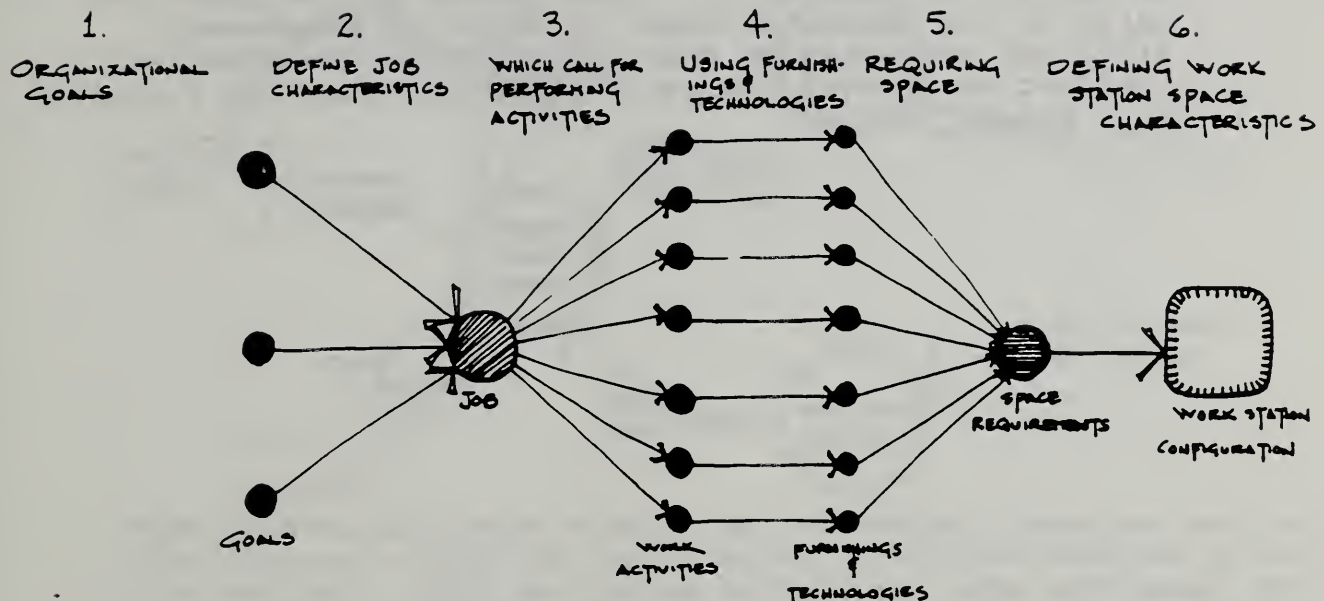 1.
ORGANIZATIONAL
GOALS
2.
DEFINE JOB
CHARACTERISTICS
3.
WHICH CALL FOR
PERFORMING
ACTIVITIES
4.
USING FURNISH-
INGS &
TECHNOLOGIES
5.
REQUIRING
SPACE
6.
DEFINING WORK
STATION SPACE
CHARACTERISTICS
GOALS
JOB
WORK
ACTIVITIES
FURNISHINGS
&
TECHNOLOGIES
SPACE
REQUIREMENTS
WORK STATION
CONFIGURATION